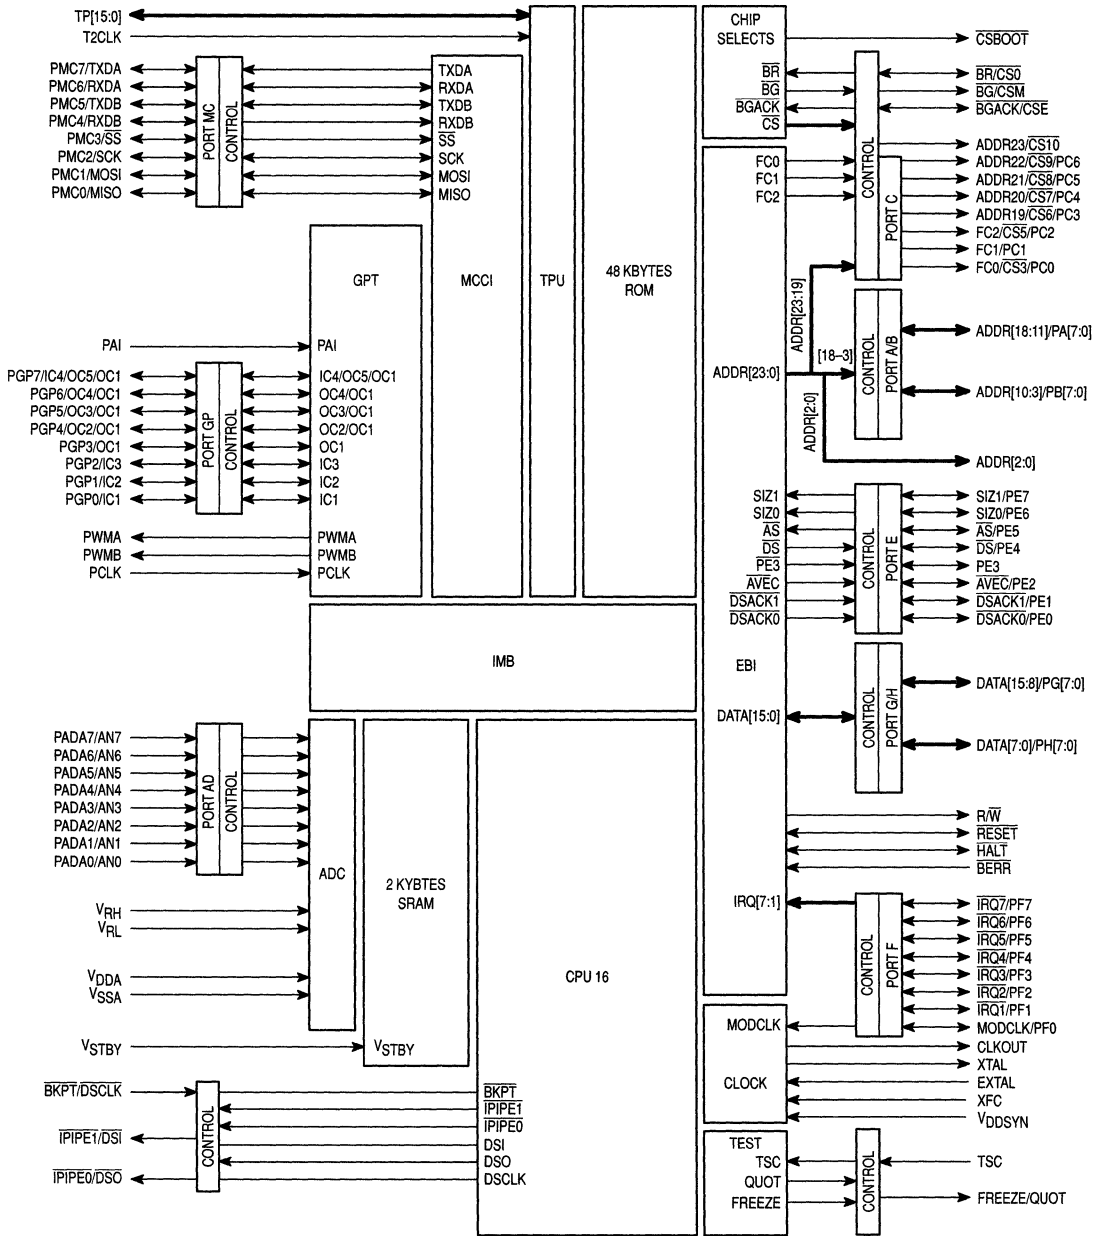 TP[15:0]
T2CLK
PMC7/TXDA
PMC6/RXDA
PMC5/TXDB
PMC4/RXDB
PMC3/SS
PMC2/SCK
PMC1/MOSI
PMC0/MISO
PORT MC
CONTROL
TXDA
RXDA
TXDB
RXDB
SS
SCK
MOSI
MISO
GPT
MCCI
TPU
48 KBYTES
ROM
PAI
PAI
PGP7/IC4/OC5/OC1
PGP6/OC4/OC1
PGP5/OC3/OC1
PGP4/OC2/OC1
PGP3/OC1
PGP2/IC3
PGP1/IC2
PGP0/IC1
PORT GP
CONTROL
IC4/OC5/OC1
OC4/OC1
OC3/OC1
OC2/OC1
OC1
IC3
IC2
IC1
PWMA
PWMB
PCLK
PWMA
PWMB
PCLK
IMB
PADA7/AN7
PADA6/AN6
PADA5/AN5
PADA4/AN4
PADA3/AN3
PADA2/AN2
PADA1/AN1
PADA0/AN0
PORT AD
CONTROL
ADC
2 KYBTES
SRAM
CPU 16
VRH
VRL
VDDA
VSSA
VSTBY
VSTBY
BKPT/DSCLK
IPIPE1/DSI
IPIPE0/DSO
CONTROL
BKPT
IPIPE1
IPIPE0
DSI
DSO
DSCLK
CHIP
SELECTS
BR
BG
BGACK
CS
FC0
FC1
FC2
CONTROL
PORT C
CSBOOT
BR/CS0
BG/CSM
BGACK/CSE
ADDR23/CS10
ADDR22/CS9/PC6
ADDR21/CS8/PC5
ADDR20/CS7/PC4
ADDR19/CS6/PC3
FC2/CS5/PC2
FC1/PC1
FC0/CS3/PC0
ADDR[23:19]
[18–3]
ADDR[23:0]
ADDR[2:0]
CONTROL
PORT A/B
ADDR[18:11]/PA[7:0]
ADDR[10:3]/PB[7:0]
ADDR[2:0]
SIZ1
SIZ0
AS
DS
PE3
AVEC
DSACK1
DSACK0
CONTROL
PORT E
SIZ1/PE7
SIZ0/PE6
AS/PE5
DS/PE4
PE3
AVEC/PE2
DSACK1/PE1
DSACK0/PE0
EBI
DATA[15:0]
CONTROL
PORT G/H
DATA[15:8]/PG[7:0]
DATA[7:0]/PH[7:0]
R/W
RESET
HALT
BERR
IRQ[7:1]
CONTROL
PORT F
IRQ7/PF7
IRQ6/PF6
IRQ5/PF5
IRQ4/PF4
IRQ3/PF3
IRQ2/PF2
IRQ1/PF1
MODCLK/PF0
MODCLK
CLOCK
CLKOUT
XTAL
EXTAL
XFC
VDDSYN
TEST
TSC
QUOT
FREEZE
CONTROL
TSC
FREEZE/QUOT